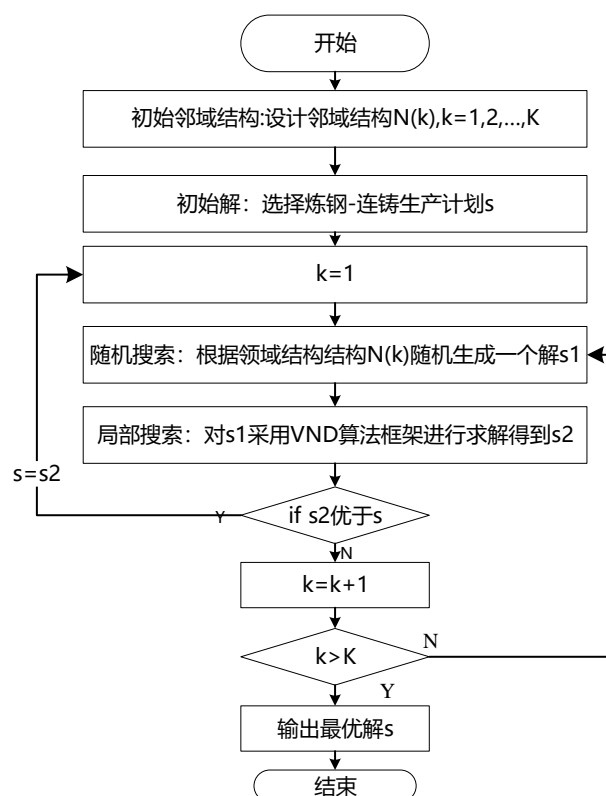 开始
初始邻域结构:设计邻域结构N(k),k=1,2,...,K
初始解：选择炼钢-连铸生产计划s
k=1
随机搜索：根据领域结构结构N(k)随机生成一个解s1
局部搜索：对s1采用VND算法框架进行求解得到s2
s=s2
if s2优于s
Y
N
k=k+1
k>K
N
Y
输出最优解s
结束